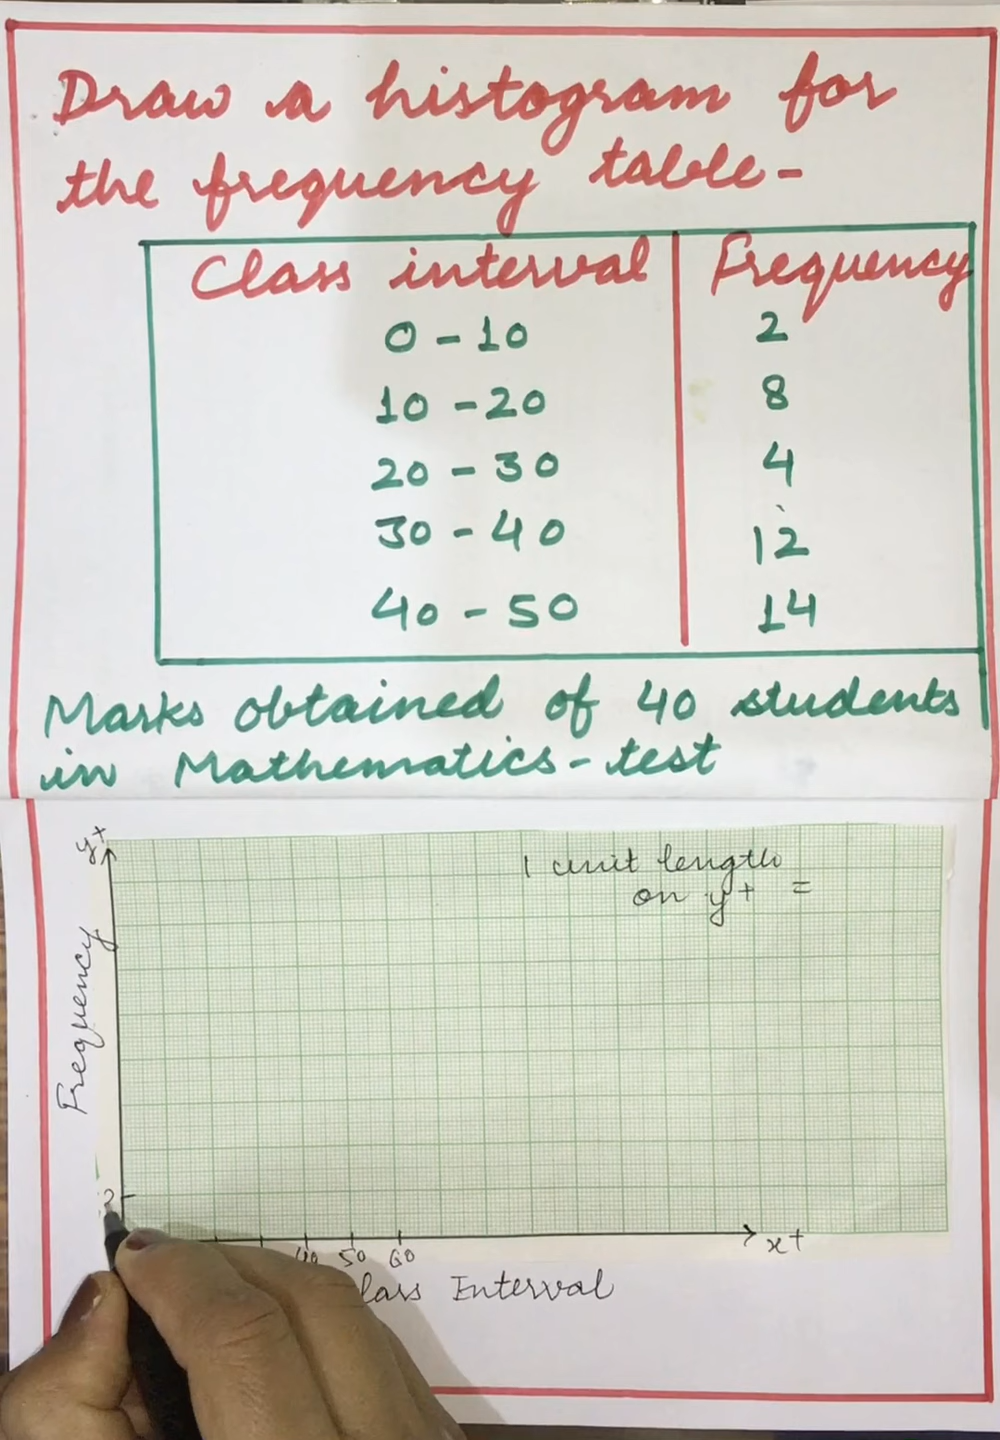 Draw a histogram for
the frequency table-
Class interval Frequency
0 - 10 2
10 - 20 8
20 - 30 4
30 - 40 12
40 - 50 14
Marks obtained of 40 students
in Mathematics - test
y+
1 unit length
on y+ =
Frequency
x+
50 60
Interval